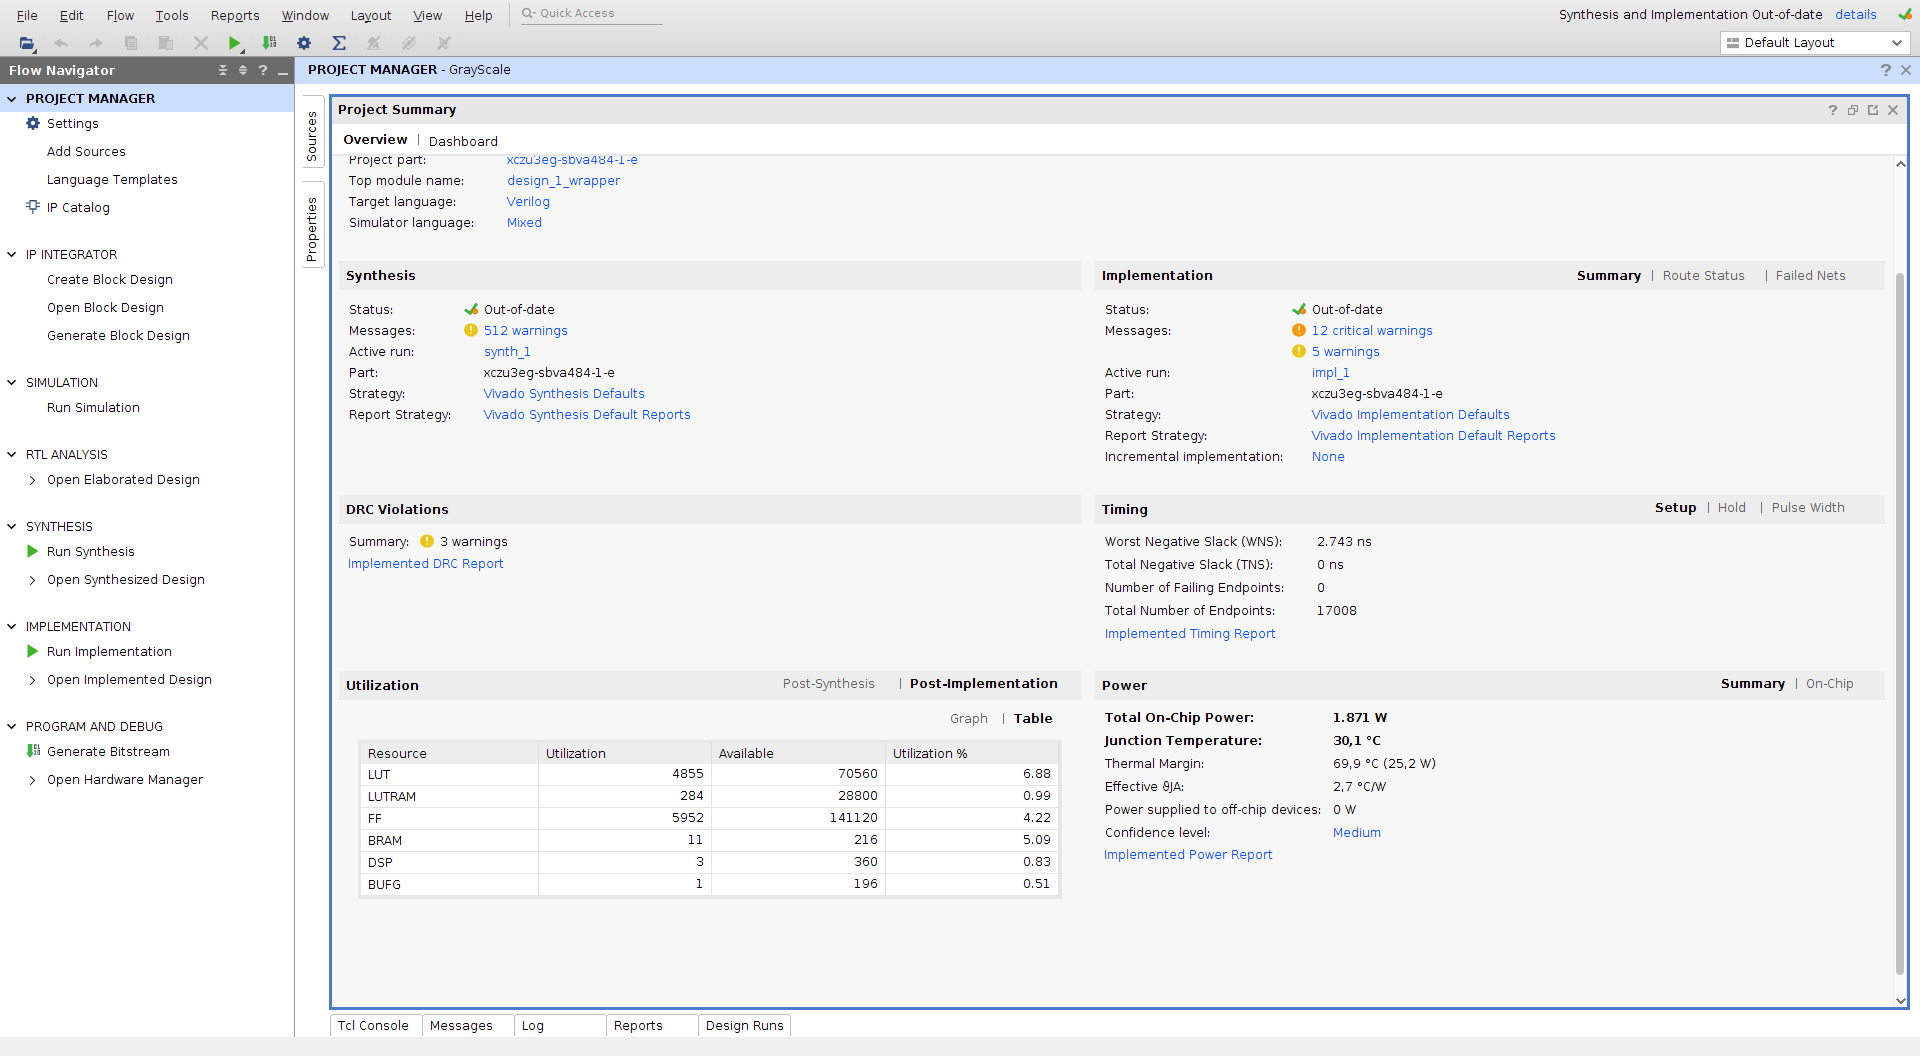 File Edit Flow Tools Reports Window Layout View Help Quick Access
Synthesis and Implementation Out-of-date details
Default Layout
Flow Navigator
PROJECT MANAGER
Settings
Add Sources
Language Templates
IP Catalog
IP INTEGRATOR
Create Block Design
Open Block Design
Generate Block Design
SIMULATION
Run Simulation
RTL ANALYSIS
Open Elaborated Design
SYNTHESIS
Run Synthesis
Open Synthesized Design
IMPLEMENTATION
Run Implementation
Open Implemented Design
PROGRAM AND DEBUG
Generate Bitstream
Open Hardware Manager
PROJECT MANAGER - GrayScale
Sources
Properties
Project Summary
Overview | Dashboard
Project part: xczu3eg-sbva484-1-e
Top module name: design_1_wrapper
Target language: Verilog
Simulator language: Mixed
Synthesis
Status: Out-of-date
Messages: 512 warnings
Active run: synth_1
Part: xczu3eg-sbva484-1-e
Strategy: Vivado Synthesis Defaults
Report Strategy: Vivado Synthesis Default Reports
Implementation Summary | Route Status | Failed Nets
Status: Out-of-date
Messages: 12 critical warnings
5 warnings
Active run: impl_1
Part: xczu3eg-sbva484-1-e
Strategy: Vivado Implementation Defaults
Report Strategy: Vivado Implementation Default Reports
Incremental implementation: None
DRC Violations
Summary: 3 warnings
Implemented DRC Report
Timing Setup | Hold | Pulse Width
Worst Negative Slack (WNS): 2.743 ns
Total Negative Slack (TNS): 0 ns
Number of Failing Endpoints: 0
Total Number of Endpoints: 17008
Implemented Timing Report
Utilization Post-Synthesis | Post-Implementation
Graph | Table
Resource Utilization Available Utilization %
LUT 4855 70560 6.88
LUTRAM 284 28800 0.99
FF 5952 141120 4.22
BRAM 11 216 5.09
DSP 3 360 0.83
BUFG 1 196 0.51
Power Summary | On-Chip
Total On-Chip Power: 1.871 W
Junction Temperature: 30,1 °C
Thermal Margin: 69,9 °C (25,2 W)
Effective ϑJA: 2,7 °C/W
Power supplied to off-chip devices: 0 W
Confidence level: Medium
Implemented Power Report
Tcl Console Messages Log Reports Design Runs